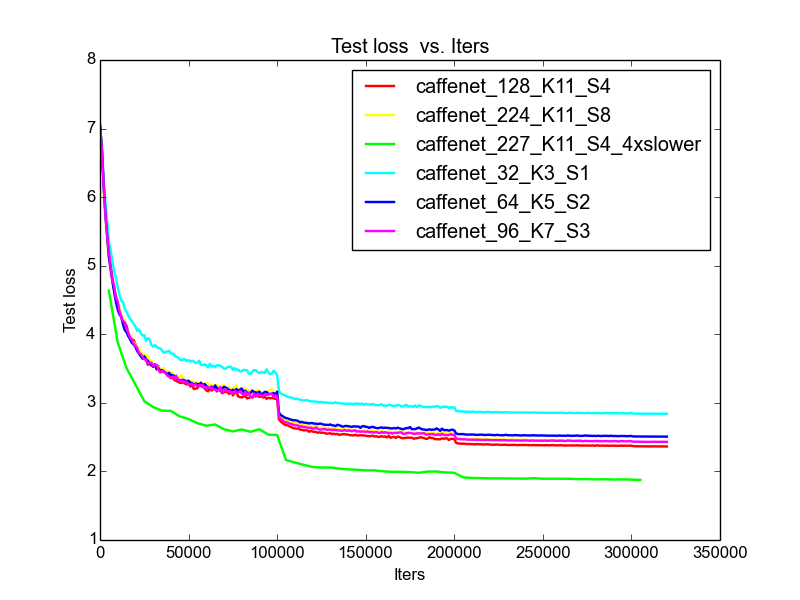 Test loss  vs. Iters
caffenet_128_K11_S4
caffenet_224_K11_S8
caffenet_227_K11_S4_4xslower
caffenet_32_K3_S1
caffenet_64_K5_S2
caffenet_96_K7_S3
8
7
6
5
4
3
2
1
Test loss
0 50000 100000 150000 200000 250000 300000 350000
Iters